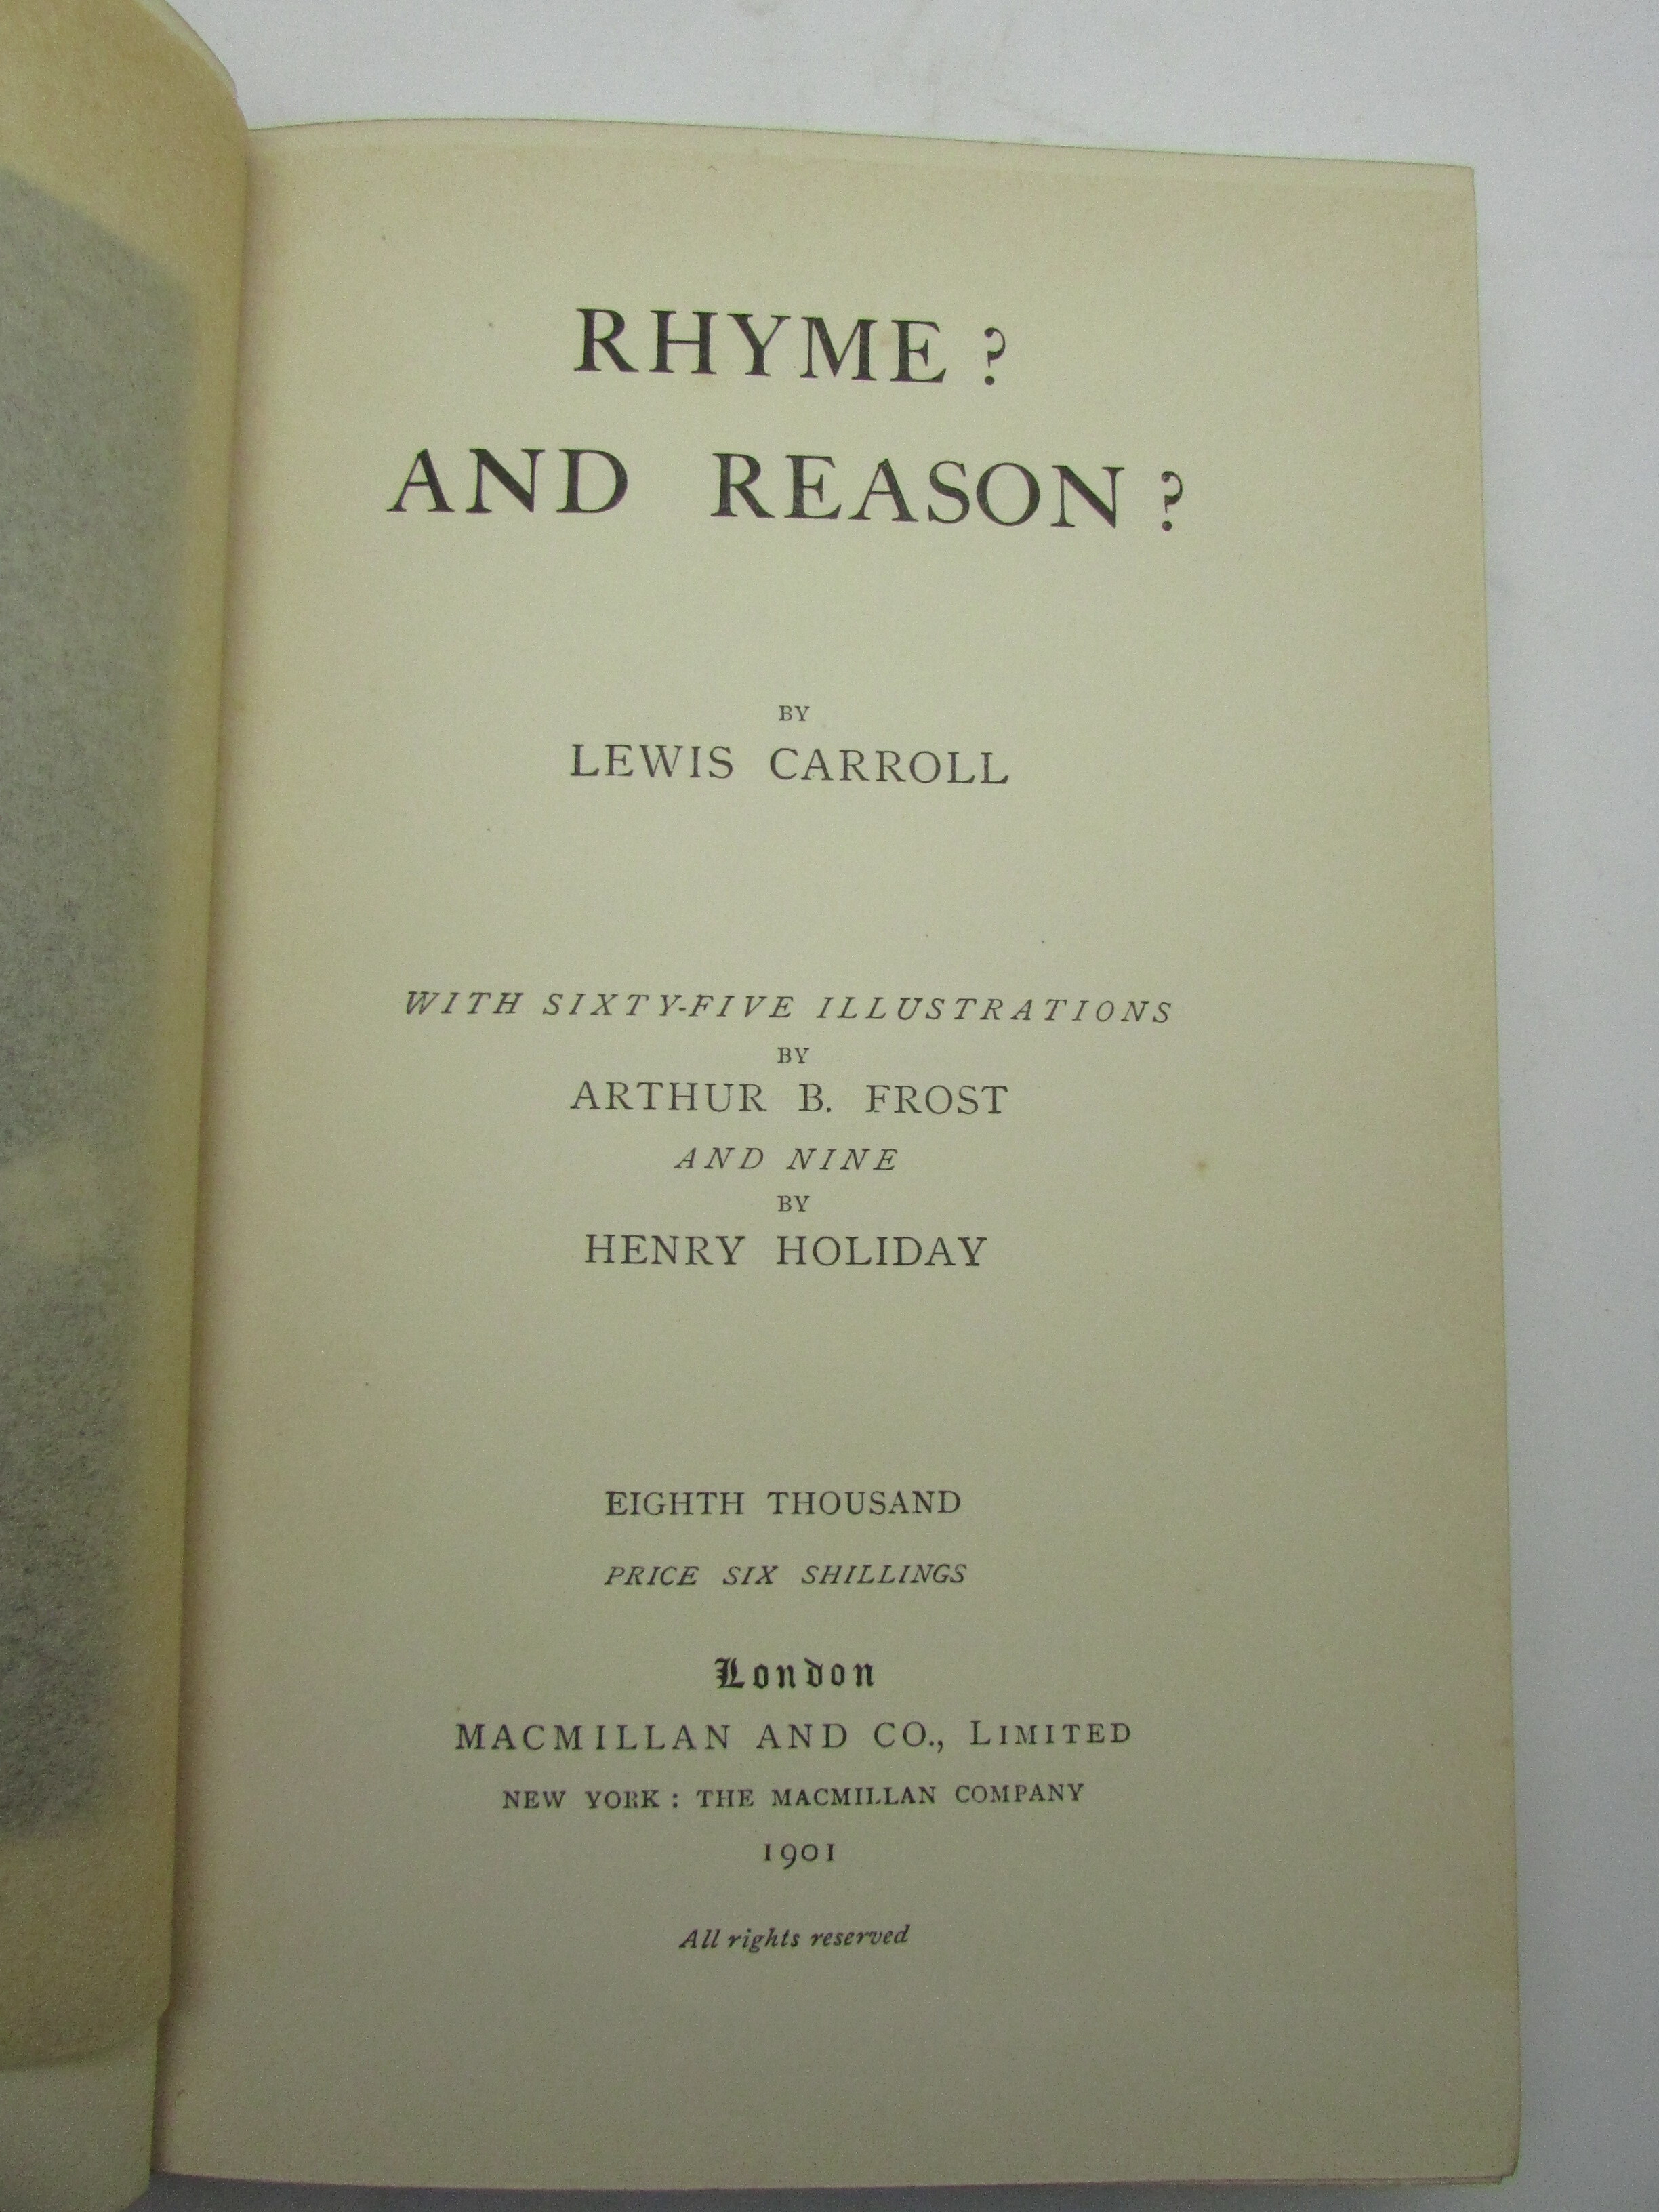 RHYME ?
AND REASON ?
BY
LEWIS CARROLL
WITH SIXTY-FIVE ILLUSTRATIONS
BY
ARTHUR B. FROST
AND NINE
BY
HENRY HOLIDAY
EIGHTH THOUSAND
PRICE SIX SHILLINGS
London
MACMILLAN AND CO., LIMITED
NEW YORK : THE MACMILLAN COMPANY
1901
All rights reserved